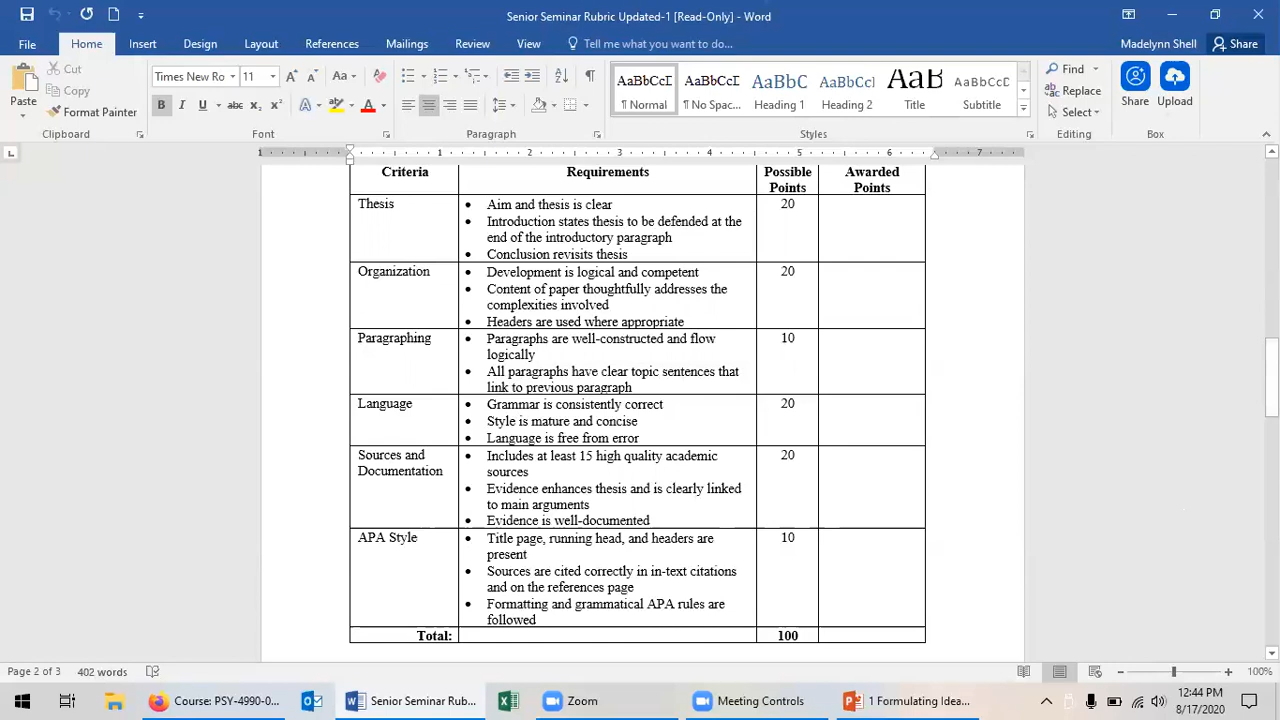 Senior Seminar Rubric Updated-1 [Read-Only] - Word
File Home Insert Design Layout References Mailings Review View Tell me what you want to do... Madelynn Shell Share
Paste
Cut
Copy
Format Painter
Times New Ro 11
AaBbCcD AaBbCcD AaBbC AaBbCc AaB AaBbCcD
¶ Normal ¶ No Spac... Heading 1 Heading 2 Title Subtitle
Find
Replace
Select
Share Upload
Clipboard Font Paragraph Styles Editing Box
1 1 2 3 4 5 6 7
Criteria Requirements Possible Points Awarded Points
Thesis
• Aim and thesis is clear
• Introduction states thesis to be defended at the
end of the introductory paragraph
• Conclusion revisits thesis
20
Organization
• Development is logical and competent
• Content of paper thoughtfully addresses the
complexities involved
• Headers are used where appropriate
20
Paragraphing
• Paragraphs are well-constructed and flow
logically
• All paragraphs have clear topic sentences that
link to previous paragraph
10
Language
• Grammar is consistently correct
• Style is mature and concise
• Language is free from error
20
Sources and
Documentation
• Includes at least 15 high quality academic
sources
• Evidence enhances thesis and is clearly linked
to main arguments
• Evidence is well-documented
20
APA Style
• Title page, running head, and headers are
present
• Sources are cited correctly in in-text citations
and on the references page
• Formatting and grammatical APA rules are
followed
10
Total: 100
Page 2 of 3 402 words 100%
Course: PSY-4990-0... Senior Seminar Rub... Zoom Meeting Controls 1 Formulating Idea... 12:44 PM
8/17/2020